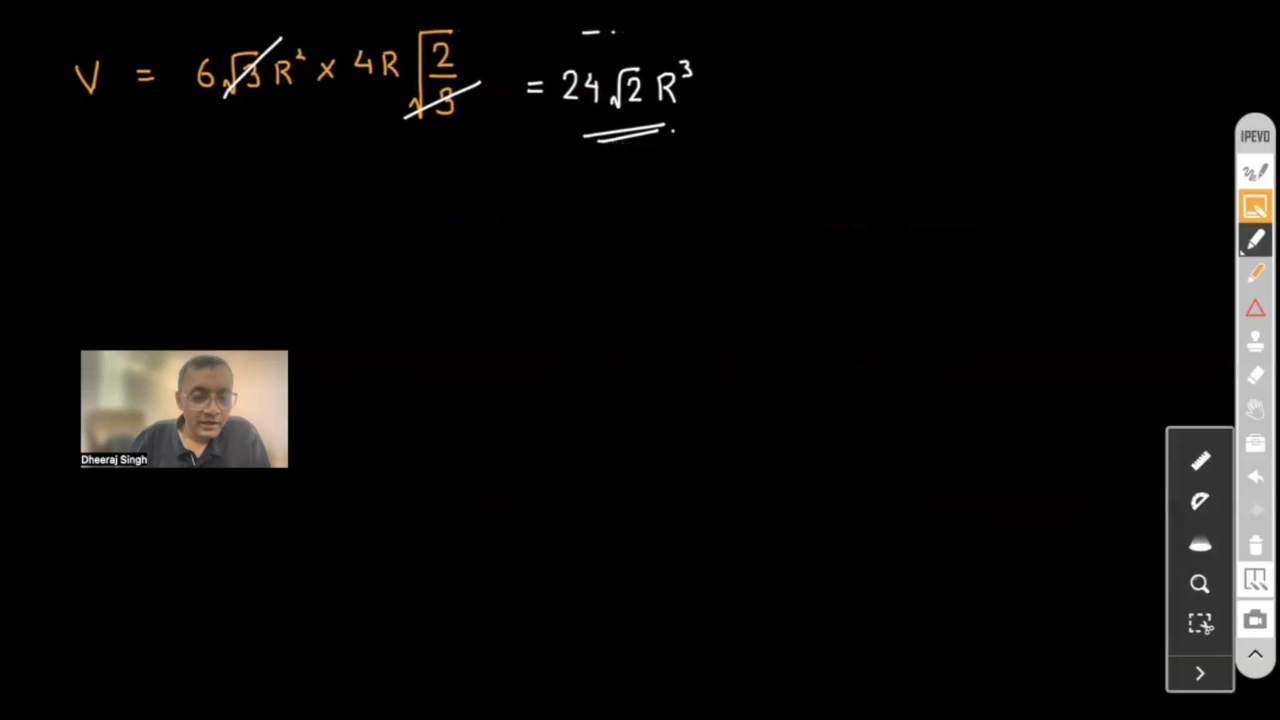 V = 6√3 R² × 4R √2/√3 = 24√2 R³
IPEVO
Dheeraj Singh